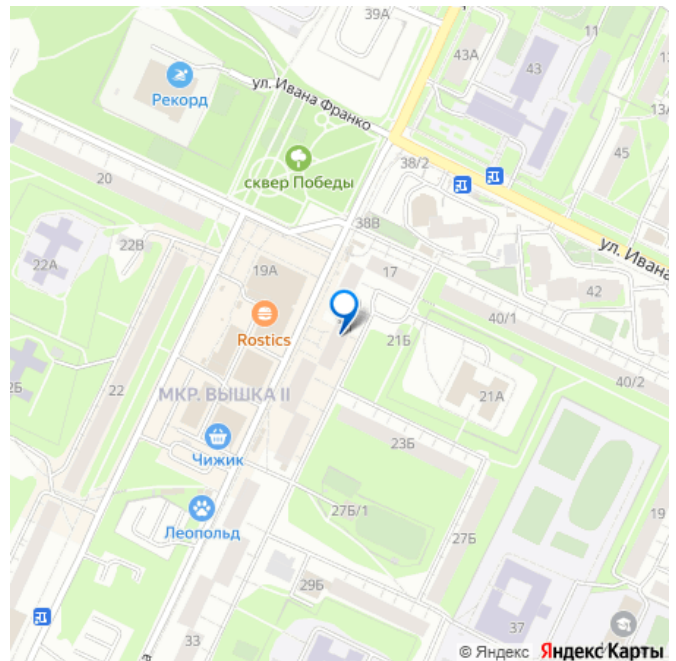 39А
11
43А
43
Рекорд
ул. Ивана Франко
13А
45
сквер Победы
38/2
20
38В
22В
22А
19А
17
ул. Ивана
42
40/1
Rostics
21Б
40/2
МКР. ВЫШКА II
22
21А
23Б
Чижик
27Б/1
Леопольд
27Б
19
29Б
37
33
© Яндекс Яндекс Карты